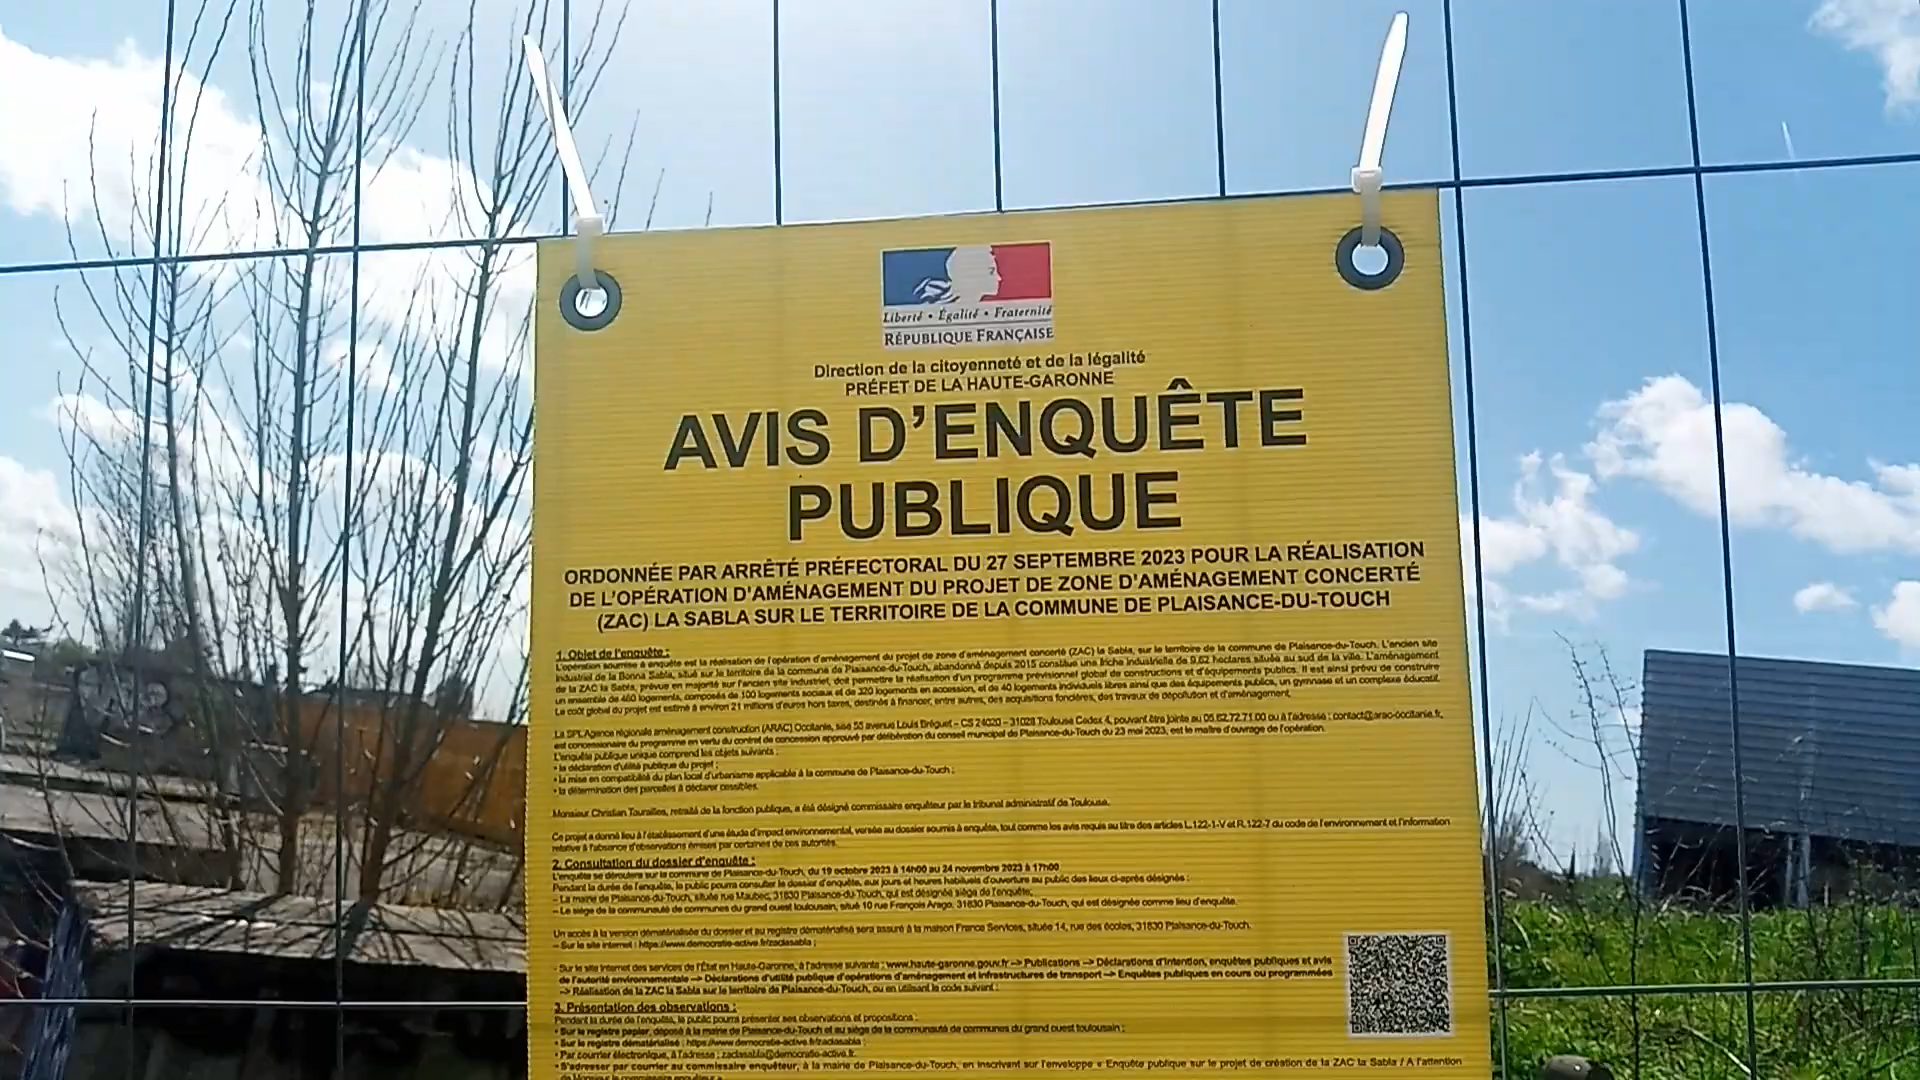 Liberté • Égalité • Fraternité
RÉPUBLIQUE FRANÇAISE
Direction de la citoyenneté et de la légalité
PRÉFET DE LA HAUTE-GARONNE
AVIS D'ENQUÊTE
PUBLIQUE
ORDONNÉE PAR ARRÊTÉ PRÉFECTORAL DU 27 SEPTEMBRE 2023 POUR LA RÉALISATION
DE L'OPÉRATION D'AMÉNAGEMENT DU PROJET DE ZONE D'AMÉNAGEMENT CONCERTÉ
(ZAC) LA SABLA SUR LE TERRITOIRE DE LA COMMUNE DE PLAISANCE-DU-TOUCH
1. Objet de l'enquête :
L'opération soumise à enquête est la réalisation de l'opération d'aménagement du projet de zone d'aménagement concerté (ZAC) la Sabla, sur le territoire de la commune de Plaisance-du-Touch. L'ancien site
industriel de la Bonna Sabla, situé sur le territoire de la commune de Plaisance-du-Touch, abandonné depuis 2015 constitue une friche industrielle de 9,62 hectares située au sud de la ville. L'aménagement
de la ZAC la Sabla, prévue en majorité sur l'ancien site industriel, doit permettre la réalisation d'un programme prévisionnel global de constructions et d'équipements publics. Il est ainsi prévu de construire
un ensemble de 460 logements, composés de 100 logements sociaux et de 320 logements en accession, et de 40 logements individuels libres ainsi que des équipements publics, un gymnase et un complexe éducatif.
Le coût global du projet est estimé à environ 21 millions d'euros hors taxes, destinés à financer, entre autres, des acquisitions foncières, des travaux de dépollution et d'aménagement.
La SPL Agence régionale aménagement construction (ARAC) Occitanie, sise 55 avenue Louis Bréguet – CS 24020 – 31028 Toulouse Cedex 4, pouvant être jointe au 05.62.72.71.00 ou à l'adresse : contact@arac-occitanie.fr,
est concessionnaire du programme en vertu du contrat de concession approuvé par délibération du conseil municipal de Plaisance-du-Touch du 23 mai 2023, est le maître d'ouvrage de l'opération.
L'enquête publique unique comprend les objets suivants :
• la déclaration d'utilité publique du projet ;
• la mise en compatibilité du plan local d'urbanisme applicable à la commune de Plaisance-du-Touch ;
• la détermination des parcelles à déclarer cessibles.
Monsieur Christian Tourailles, retraité de la fonction publique, a été désigné commissaire enquêteur par le tribunal administratif de Toulouse.
Ce projet a donné lieu à l'établissement d'une étude d'impact environnemental, versée au dossier soumis à enquête, tout comme les avis requis au titre des articles L.122-1-V et R.122-7 du code de l'environnement et l'information
relative à l'absence d'observations émises par certaines de ces autorités.
2. Consultation du dossier d'enquête :
L'enquête se déroulera sur la commune de Plaisance-du-Touch, du 19 octobre 2023 à 14h00 au 24 novembre 2023 à 17h00
Pendant la durée de l'enquête, le public pourra consulter le dossier d'enquête, aux jours et heures habituels d'ouverture au public des lieux ci-après désignés :
– La mairie de Plaisance-du-Touch, située rue Maubec, 31830 Plaisance-du-Touch, qui est désignée siège de l'enquête;
– Le siège de la communauté de communes du grand ouest toulousain, situé 10 rue François Arago, 31830 Plaisance-du-Touch, qui est désignée comme lieu d'enquête.
Un accès à la version dématérialisée du dossier et au registre dématérialisé sera assuré à la maison France Services, située 14, rue des écoles, 31830 Plaisance-du-Touch.
– Sur le site internet : https://www.democratie-active.fr/zaclasabla ;
- Sur le site internet des services de l'État en Haute-Garonne, à l'adresse suivante : www.haute-garonne.gouv.fr --> Publications --> Déclarations d'intention, enquêtes publiques et avis
de l'autorité environnementale --> Déclarations d'utilité publique d'opérations d'aménagement et infrastructures de transport --> Enquêtes publiques en cours ou programmées
--> Réalisation de la ZAC la Sabla sur le territoire de Plaisance-du-Touch, ou en utilisant le code suivant :
3. Présentation des observations :
Pendant la durée de l'enquête, le public pourra présenter ses observations et propositions :
• Sur le registre papier, déposé à la mairie de Plaisance-du-Touch et au siège de la communauté de communes du grand ouest toulousain ;
• Sur le registre dématérialisé : https://www.democratie-active.fr/zaclasabla ;
• Par courrier électronique, à l'adresse : zaclasabla@democratie-active.fr.
• S'adresser par courrier au commissaire enquêteur, à la mairie de Plaisance-du-Touch, en inscrivant sur l'enveloppe « Enquête publique sur le projet de création de la ZAC la Sabla / A l'attention
de Monsieur le commissaire enquêteur »